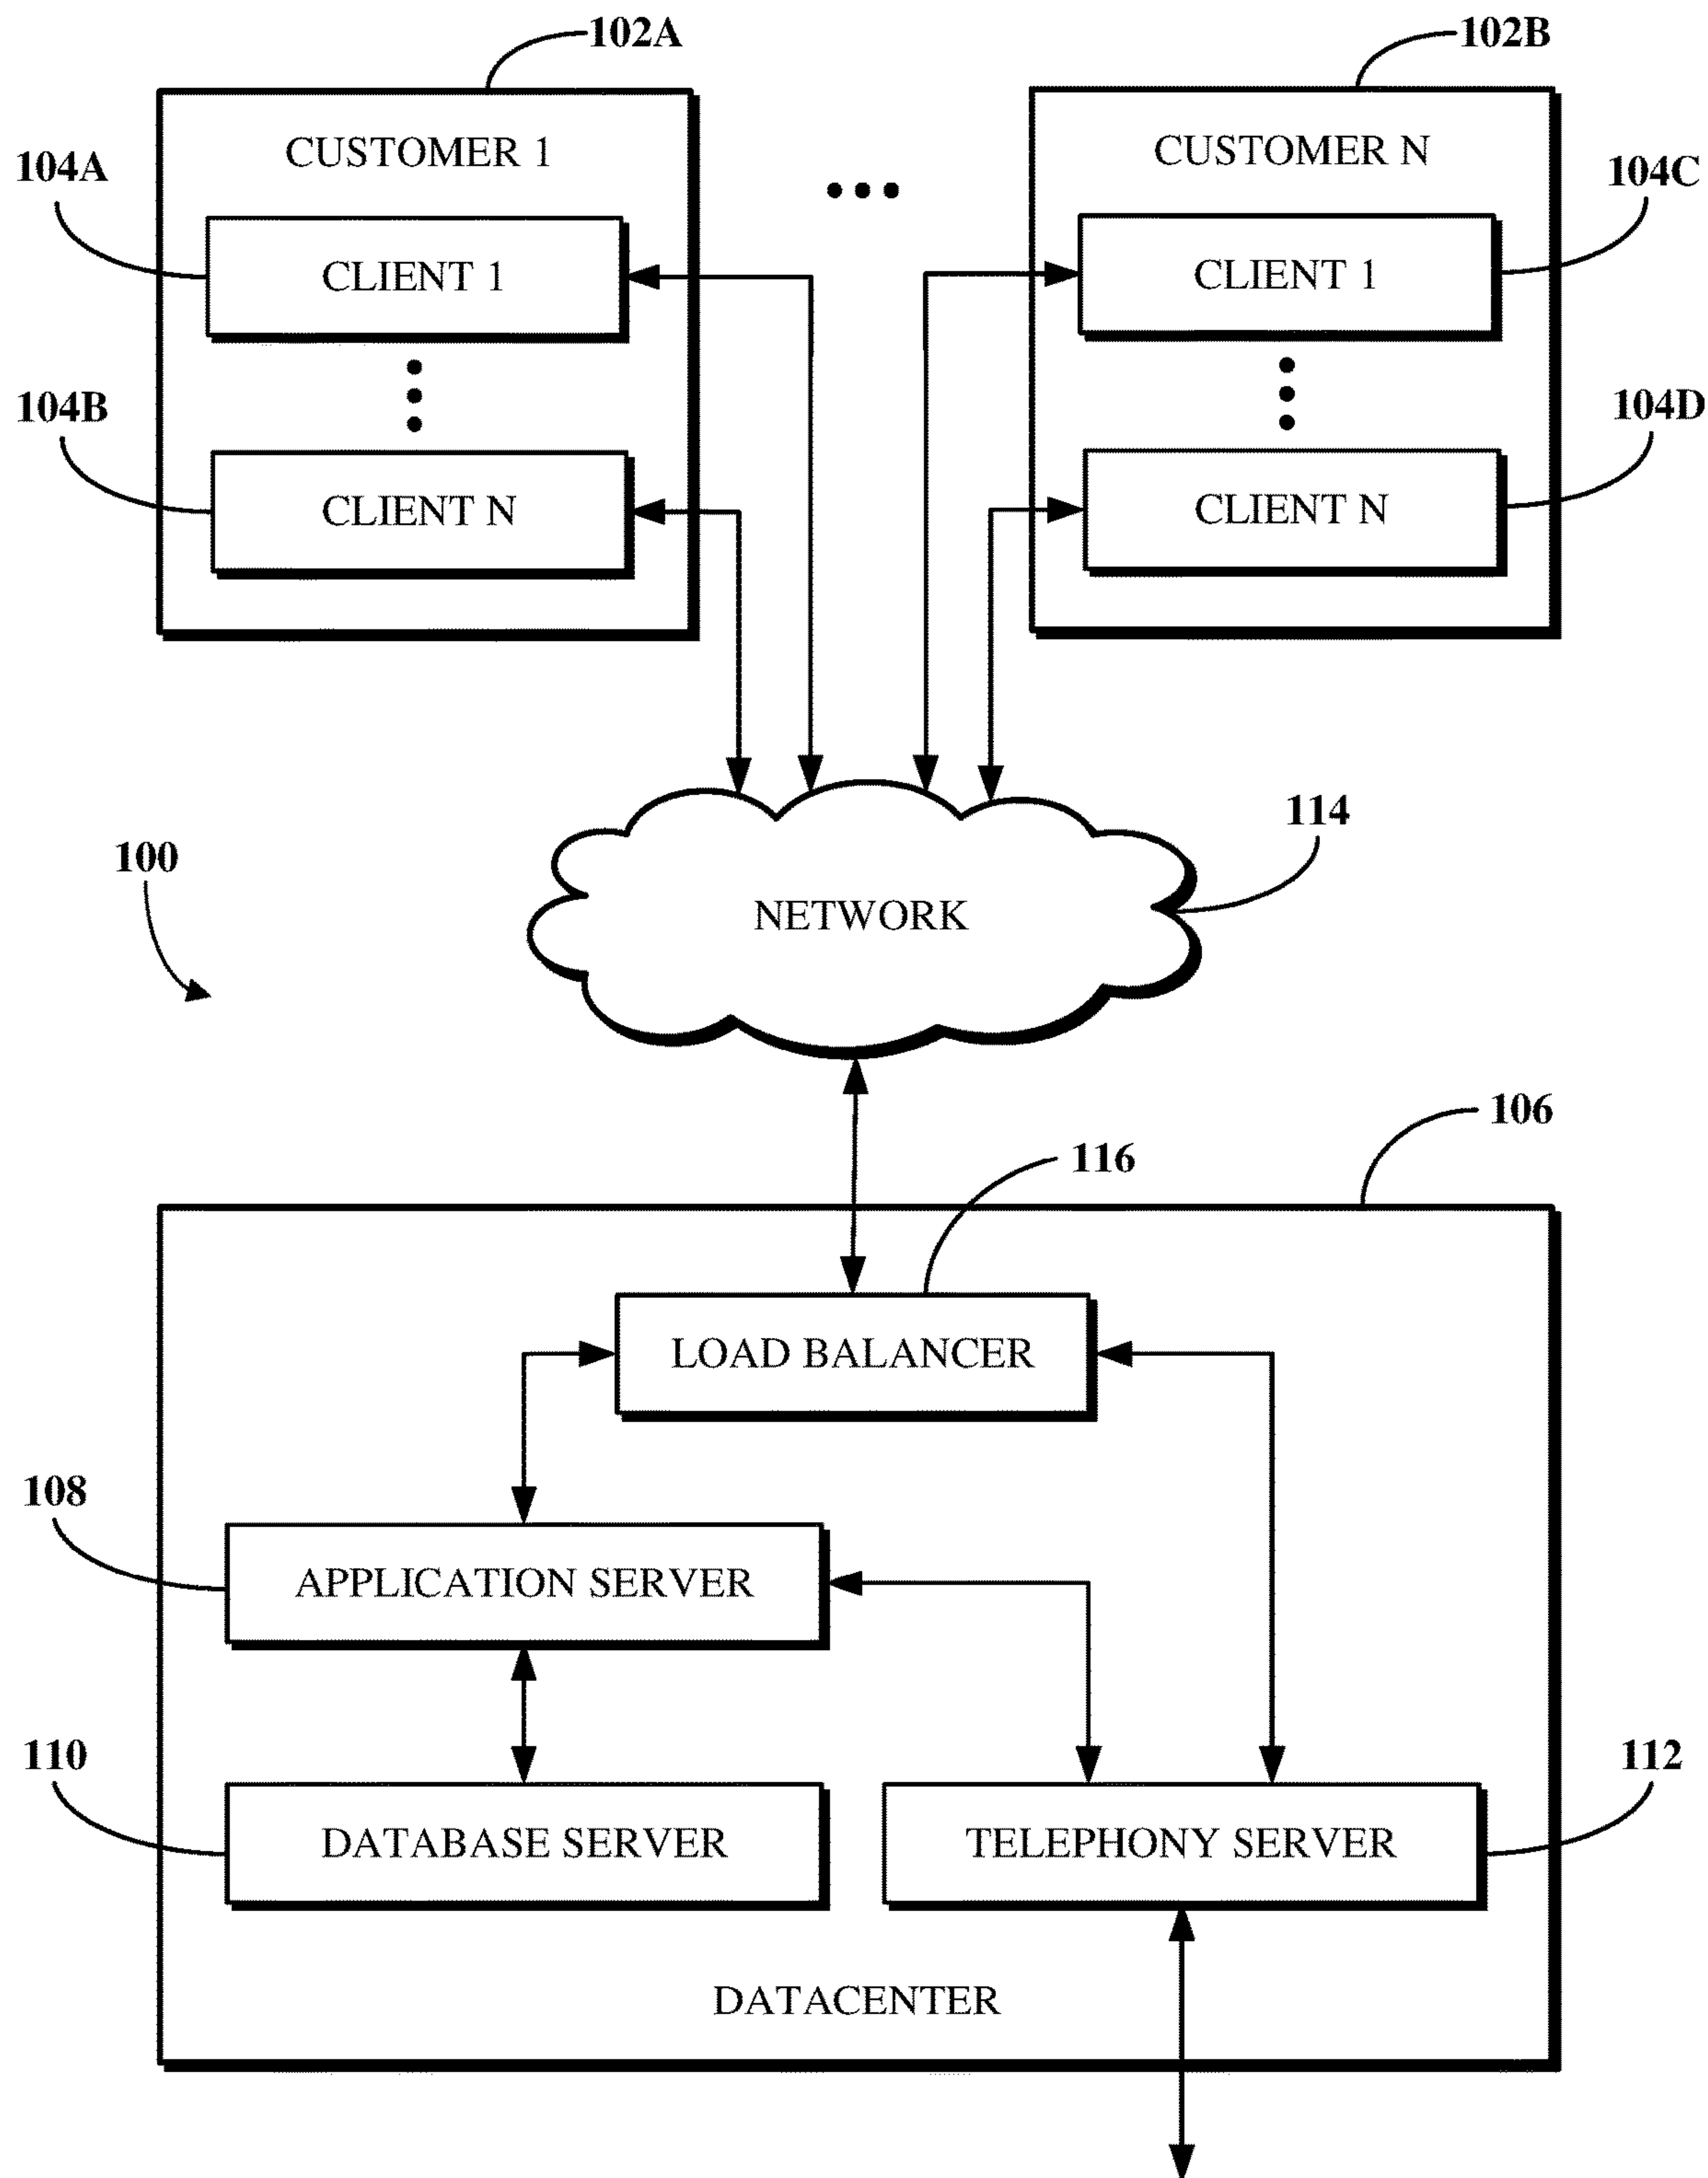 102A
102B
CUSTOMER 1
CUSTOMER N
104A
104C
CLIENT 1
CLIENT 1
104B
104D
CLIENT N
CLIENT N
114
100
NETWORK
106
116
LOAD BALANCER
108
APPLICATION SERVER
110
112
DATABASE SERVER
TELEPHONY SERVER
DATACENTER